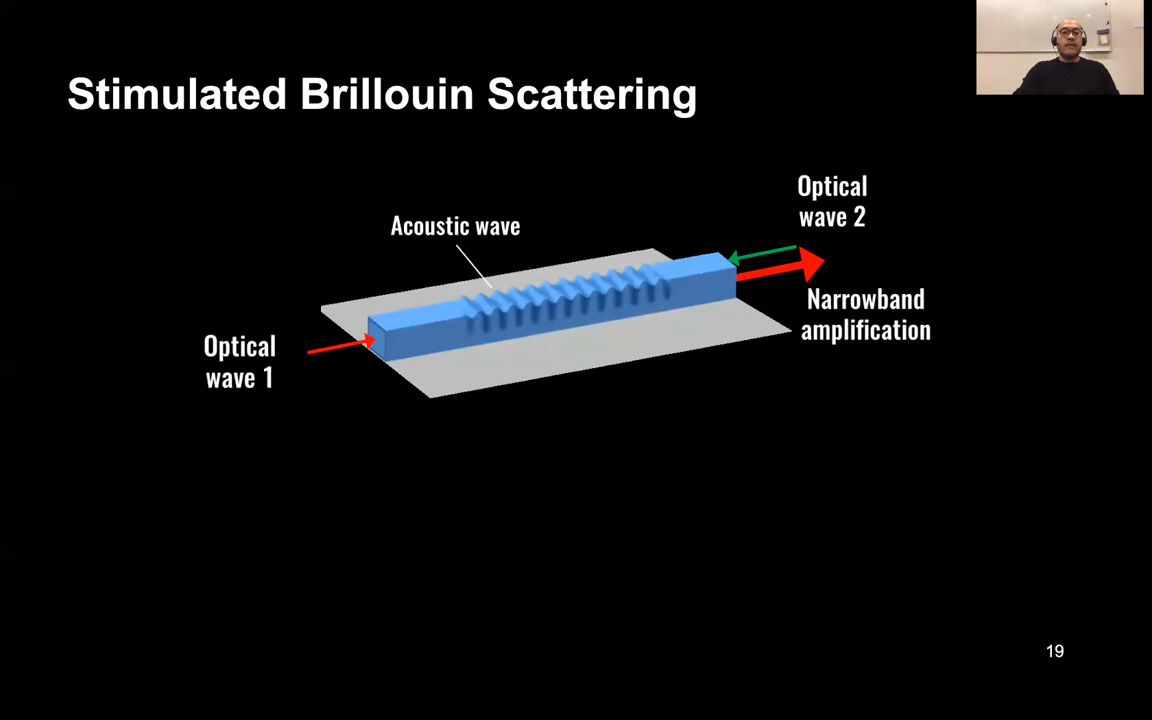 Stimulated Brillouin Scattering
Optical
wave 2
Acoustic wave
Narrowband
amplification
Optical
wave 1
19